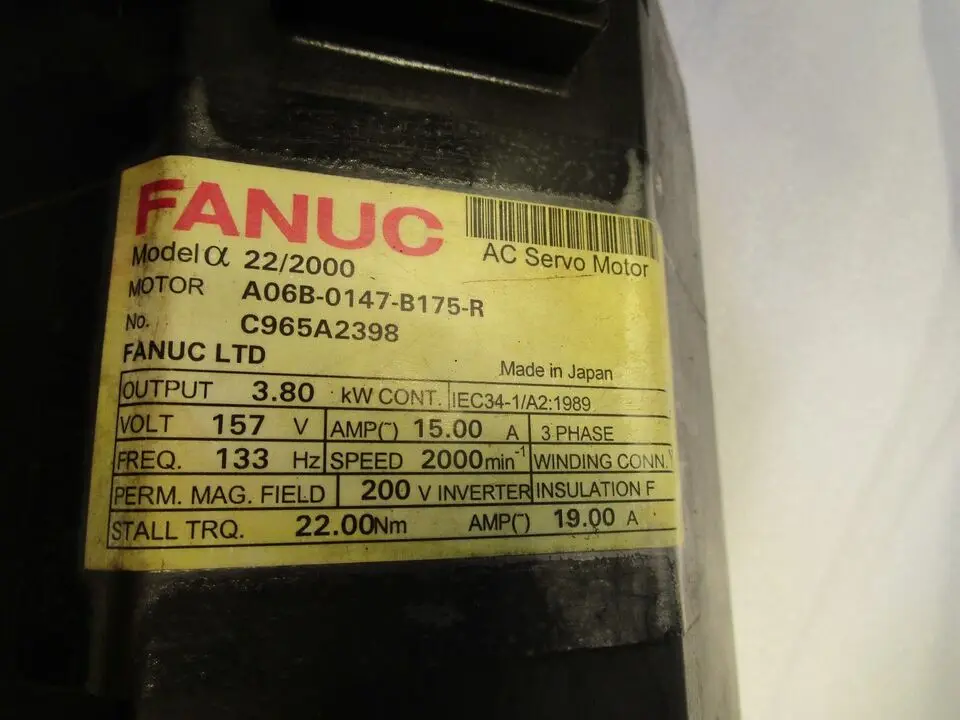 FANUC
AC Servo Motor
Model α 22/2000
MOTOR A06B-0147-B175-R
No. C965A2398
FANUC LTD
Made in Japan
OUTPUT 3.80 kW CONT. IEC34-1/A2:1989
VOLT 157 V AMP(~) 15.00 A 3 PHASE
FREQ. 133 Hz SPEED 2000min⁻¹ WINDING CONN.Y
PERM. MAG. FIELD 200 V INVERTER INSULATION F
STALL TRQ. 22.00Nm AMP(~) 19.00 A